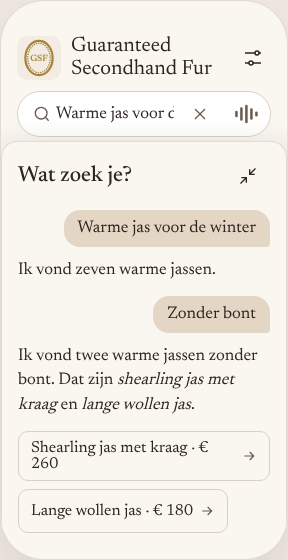 GSF
Guaranteed
Secondhand Fur
Warme jas voor d
Wat zoek je?
Warme jas voor de winter
Ik vond zeven warme jassen.
Zonder bont
Ik vond twee warme jassen zonder
bont. Dat zijn shearling jas met
kraag en lange wollen jas.
Shearling jas met kraag · €
260
Lange wollen jas · € 180